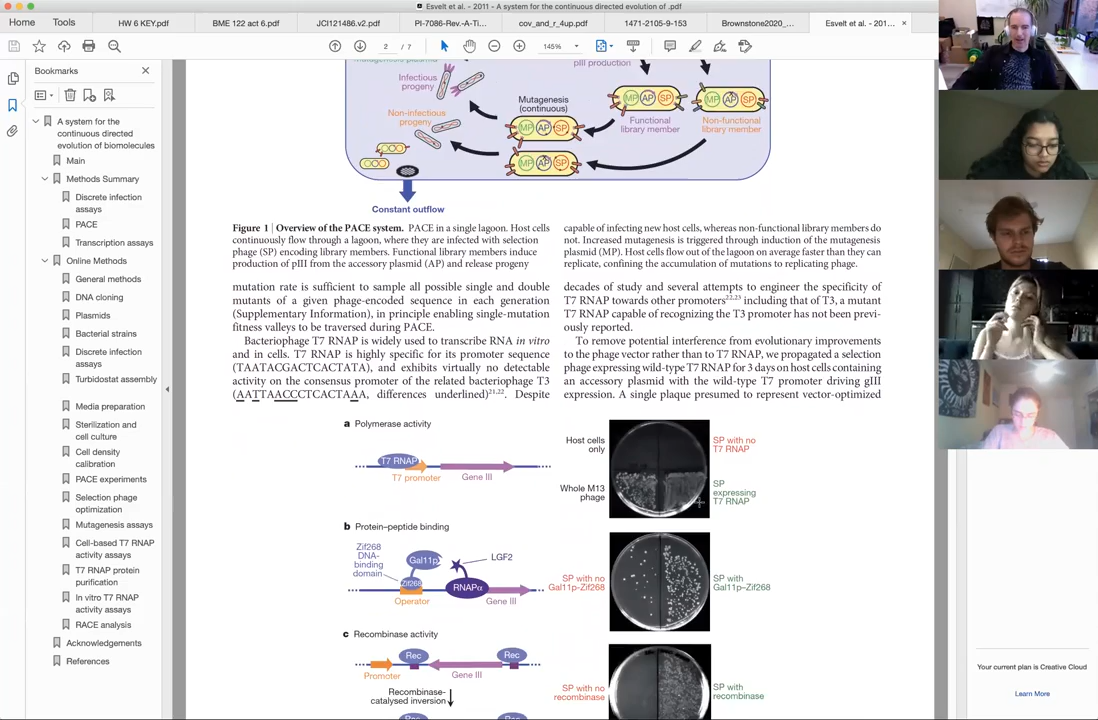 Esvelt et al. - 2011 - A system for the continuous directed evolution of .pdf
Home
Tools
HW 6 KEY.pdf
BME 122 act 6.pdf
JCI121486.v2.pdf
PI-7086-Rev-A-Ti...
cov_and_r_4up.pdf
1471-2105-9-153
Brownstone2020_...
Esvelt et al. - 201...
×
2 / 7
145%
Bookmarks
A system for the
continuous directed
evolution of biomolecules
Main
Methods Summary
Discrete infection
assays
PACE
Transcription assays
Online Methods
General methods
DNA cloning
Plasmids
Bacterial strains
Discrete infection
assays
Turbidostat assembly
Media preparation
Sterilization and
cell culture
Cell density
calibration
PACE experiments
Selection phage
optimization
Mutagenesis assays
Cell-based T7 RNAP
activity assays
T7 RNAP protein
purification
In vitro T7 RNAP
activity assays
RACE analysis
Acknowledgements
References
pIII production
Infectious
progeny
Non-infectious
progeny
Mutagenesis
(continuous)
MP AP SP
MP AP SP
MP AP SP
MP AP SP
Functional
library member
Non-functional
library member
Constant outflow
Figure 1 | Overview of the PACE system. PACE in a single lagoon. Host cells
continuously flow through a lagoon, where they are infected with selection
phage (SP) encoding library members. Functional library members induce
production of pIII from the accessory plasmid (AP) and release progeny
capable of infecting new host cells, whereas non-functional library members do
not. Increased mutagenesis is triggered through induction of the mutagenesis
plasmid (MP). Host cells flow out of the lagoon on average faster than they can
replicate, confining the accumulation of mutations to replicating phage.
mutation rate is sufficient to sample all possible single and double
mutants of a given phage-encoded sequence in each generation
(Supplementary Information), in principle enabling single-mutation
fitness valleys to be traversed during PACE.
Bacteriophage T7 RNAP is widely used to transcribe RNA in vitro
and in cells. T7 RNAP is highly specific for its promoter sequence
(TAATACGACTCACTATA), and exhibits virtually no detectable
activity on the consensus promoter of the related bacteriophage T3
(AATTAACCCTCACTAAA, differences underlined)21,22. Despite
decades of study and several attempts to engineer the specificity of
T7 RNAP towards other promoters22,23 including that of T3, a mutant
T7 RNAP capable of recognizing the T3 promoter has not been previ-
ously reported.
To remove potential interference from evolutionary improvements
to the phage vector rather than to T7 RNAP, we propagated a selection
phage expressing wild-type T7 RNAP for 3 days on host cells containing
an accessory plasmid with the wild-type T7 promoter driving gIII
expression. A single plaque presumed to represent vector-optimized
a Polymerase activity
T7 RNAP
T7 promoter
Gene III
Host cells
only
SP with no
T7 RNAP
Whole M13
phage
SP
expressing
T7 RNAP
b Protein–peptide binding
Zif268
DNA-
binding
domain
Gal11p
LGF2
Zif268
RNAPα
Operator
Gene III
SP with no
Gal11p-Zif268
SP with
Gal11p–Zif268
c Recombinase activity
Rec
Rec
Promoter
Gene III
Recombinase-
catalysed inversion
SP with no
recombinase
SP with
recombinase
Your current plan is Creative Cloud
Learn More